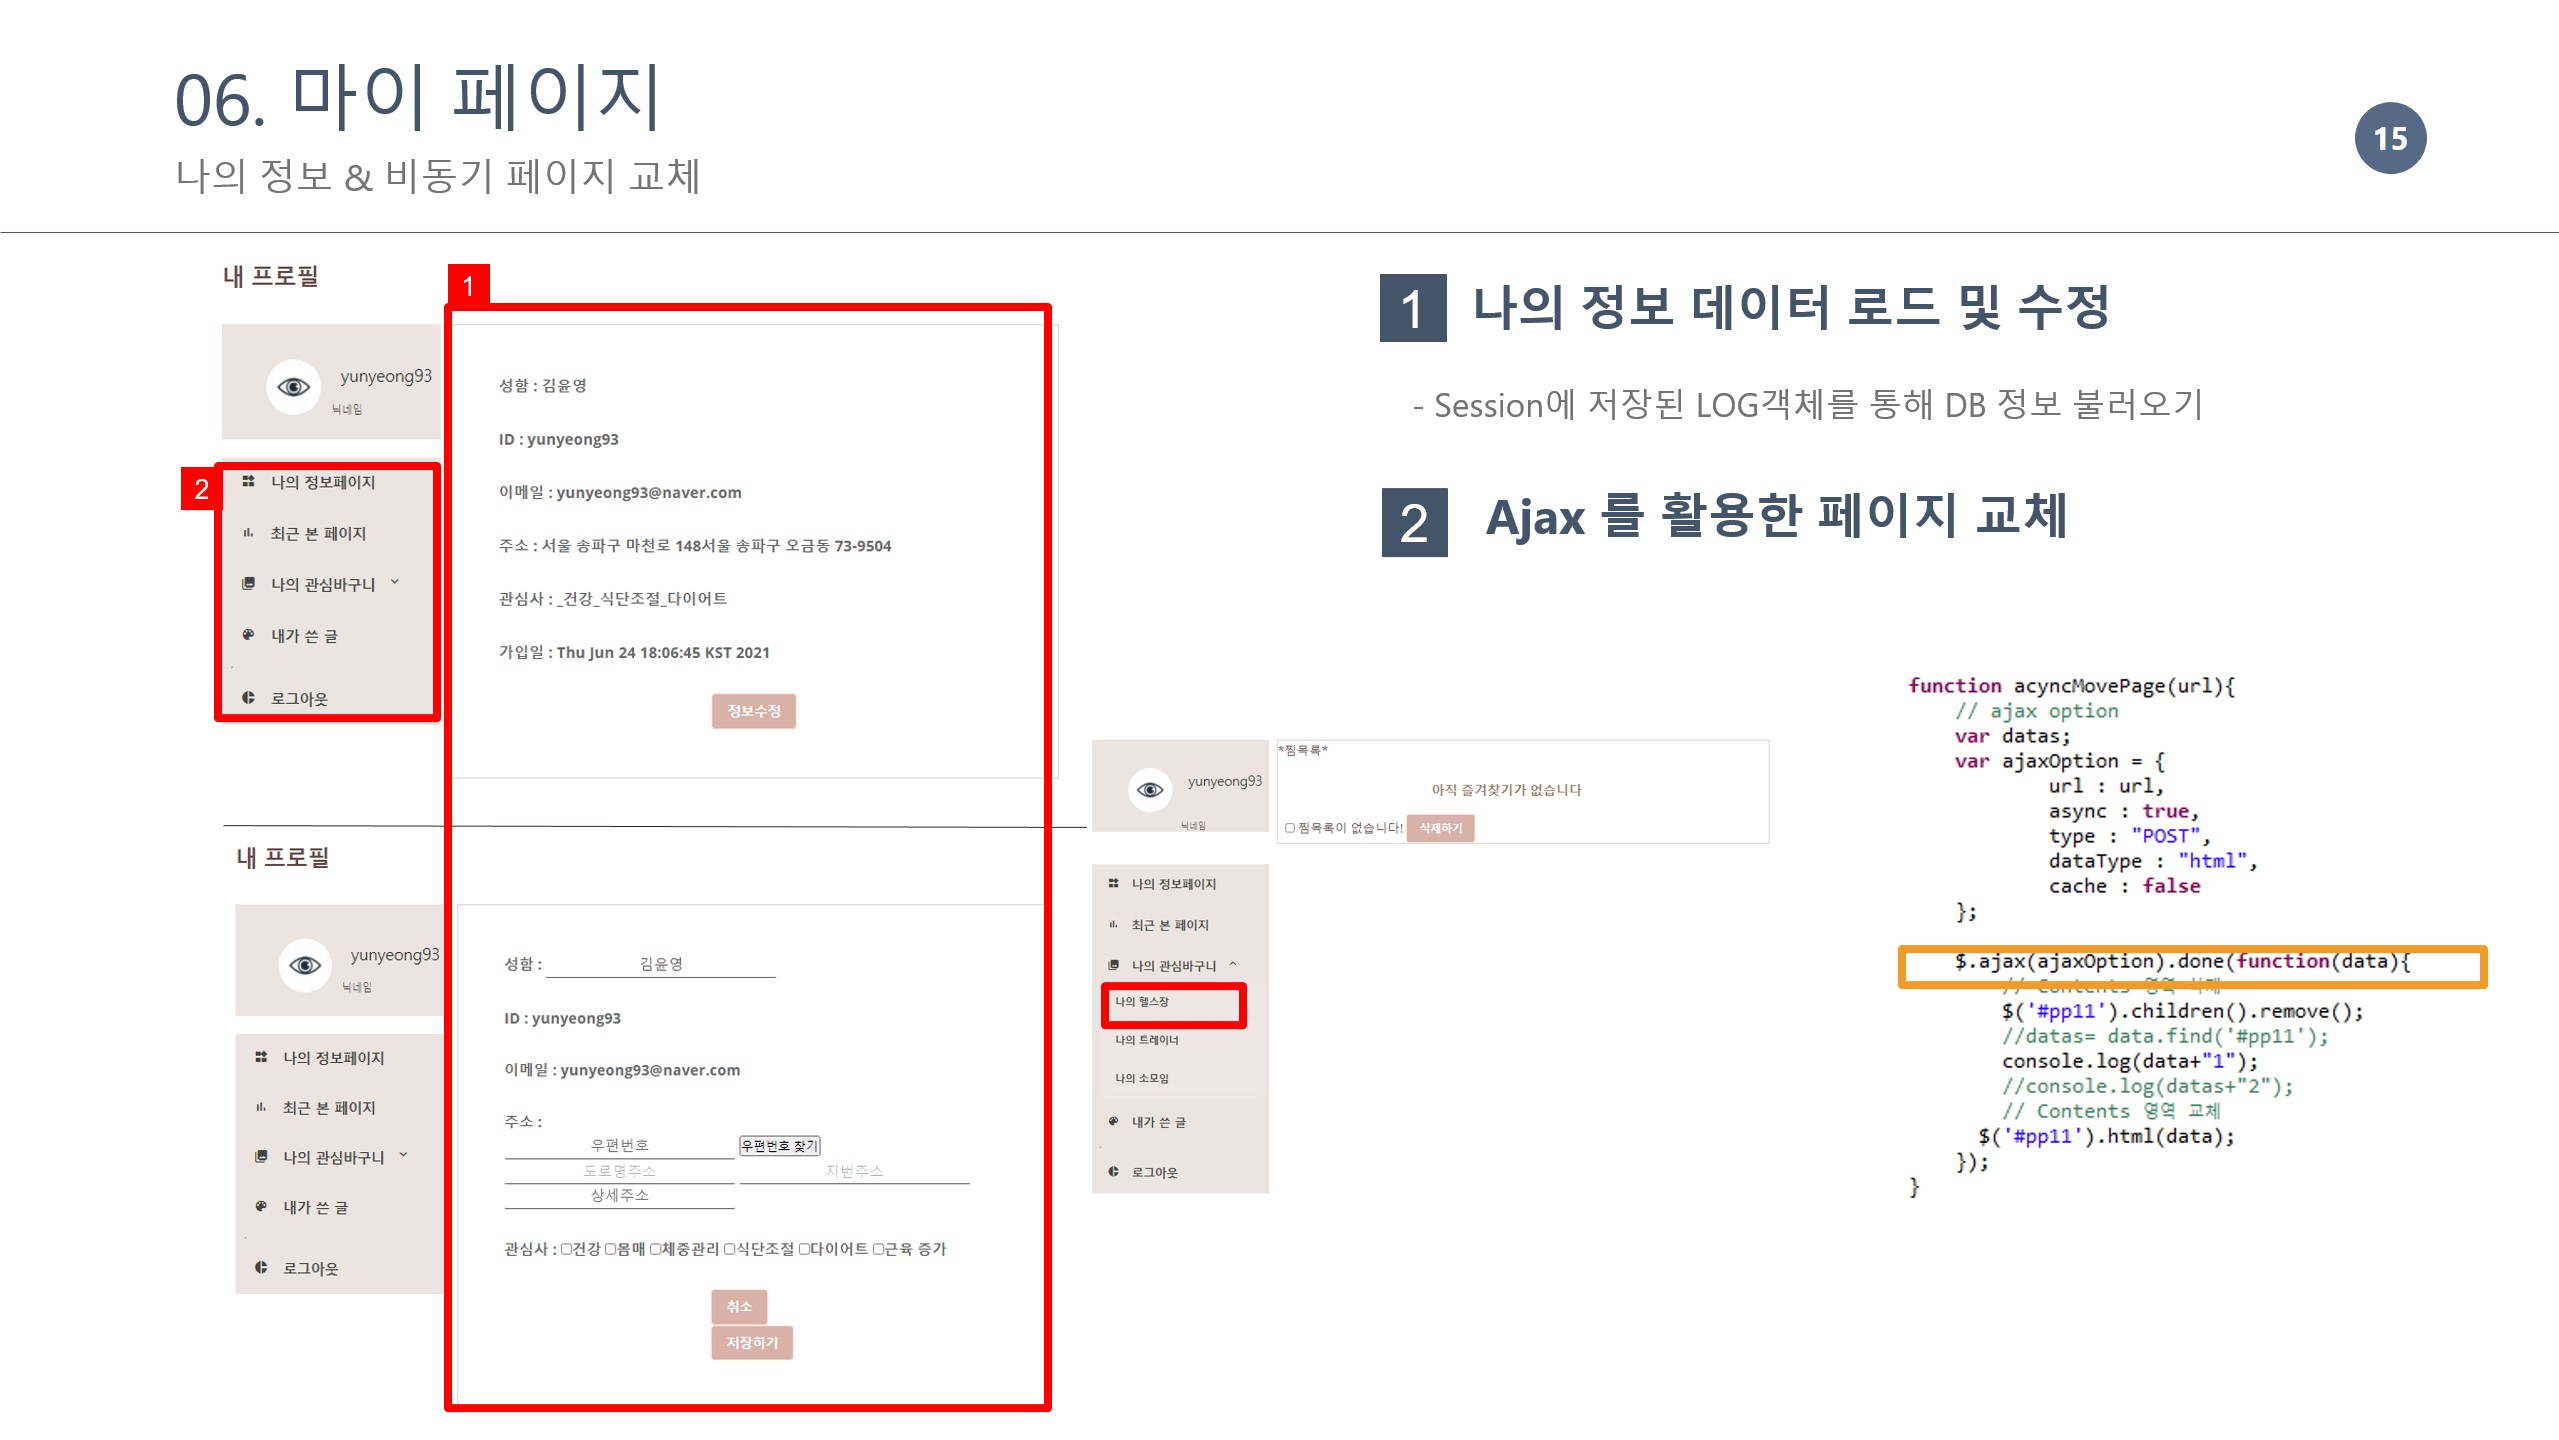 06. 마이 페이지
나의 정보 & 비동기 페이지 교체
15
내 프로필
1
yunyeong93
닉네임
2
나의 정보페이지
최근 본 페이지
나의 관심바구니
내가 쓴 글
로그아웃
성함 : 김윤영
ID : yunyeong93
이메일 : yunyeong93@naver.com
주소 : 서울 송파구 마천로 148서울 송파구 오금동 73-9504
관심사 : _건강_식단조절_다이어트
가입일 : Thu Jun 24 18:06:45 KST 2021
정보수정
내 프로필
yunyeong93
닉네임
나의 정보페이지
최근 본 페이지
나의 관심바구니
내가 쓴 글
로그아웃
성함 : 김윤영
ID : yunyeong93
이메일 : yunyeong93@naver.com
주소 :
우편번호 우편번호 찾기
도로명주소 지번주소
상세주소
관심사 : 건강 몸매 체중관리 식단조절 다이어트 근육 증가
취소
저장하기
yunyeong93
닉네임
*찜목록*
아직 즐겨찾기가 없습니다
찜목록이 없습니다! 삭제하기
나의 정보페이지
최근 본 페이지
나의 관심바구니
나의 헬스장
나의 트레이너
나의 소모임
내가 쓴 글
로그아웃
1 나의 정보 데이터 로드 및 수정
- Session에 저장된 LOG객체를 통해 DB 정보 불러오기
2 Ajax 를 활용한 페이지 교체
function acyncMovePage(url){
// ajax option
var datas;
var ajaxOption = {
url : url,
async : true,
type : "POST",
dataType : "html",
cache : false
};
$.ajax(ajaxOption).done(function(data){
// Contents 영역 삭제
$('#pp11').children().remove();
//datas= data.find('#pp11');
console.log(data+"1");
//console.log(datas+"2");
// Contents 영역 교체
$('#pp11').html(data);
});
}